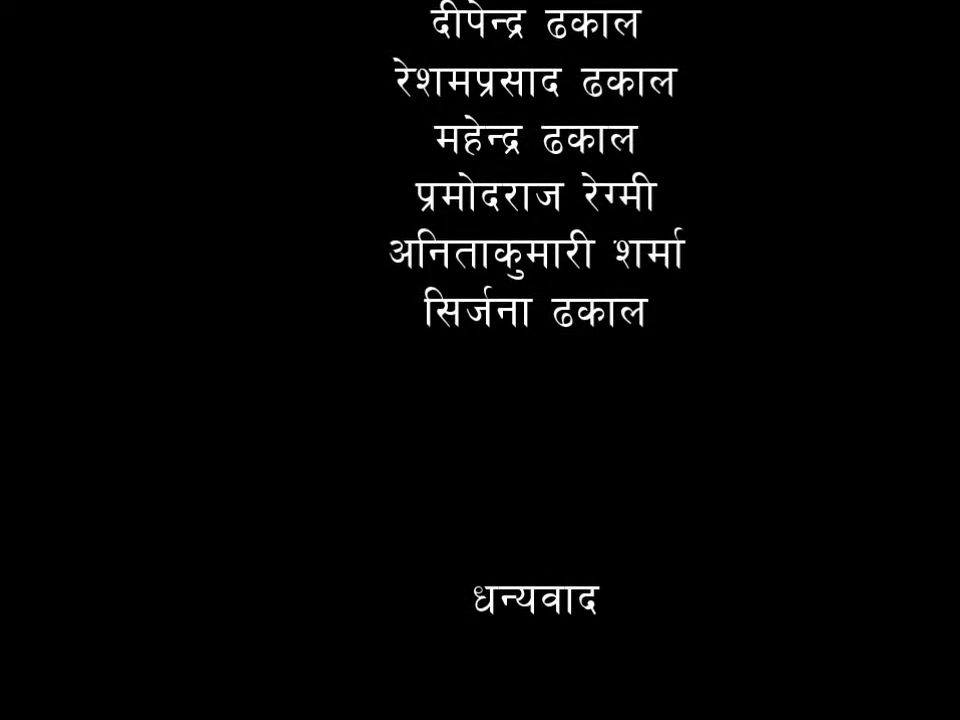 दीपेन्द्र ढकाल
रेशमप्रसाद ढकाल
महेन्द्र ढकाल
प्रमोदराज रेग्मी
अनिताकुमारी शर्मा
सिर्जना ढकाल
धन्यवाद